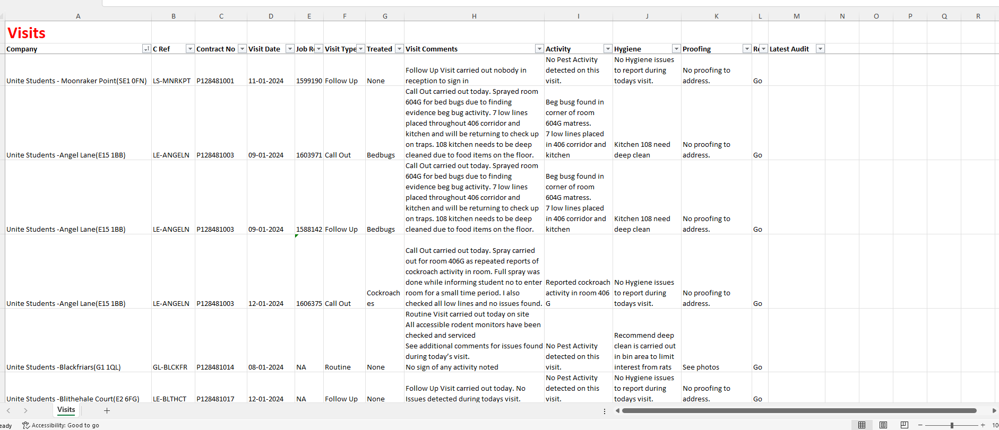 A B C D E F G H I J K L M N O P Q R
Visits
Company C Ref Contract No Visit Date Job Re Visit Type Treated Visit Comments Activity Hygiene Proofing Re Latest Audit
Unite Students - Moonraker Point(SE1 0FN) LS-MNRKPT P128481001 11-01-2024 1599190 Follow Up None
Follow Up Visit carried out nobody in
reception to sign in
No Pest Activity
detected on this
visit.
No Hygiene issues
to report during
todays visit.
No proofing to
address.
Go
Unite Students -Angel Lane(E15 1BB) LE-ANGELN P128481003 09-01-2024 1603971 Call Out Bedbugs
Call Out carried out today. Sprayed room
604G for bed bugs due to finding
evidence beg bug activity. 7 low lines
placed throughout 406 corridor and
kitchen and will be returning to check up
on traps. 108 kitchen needs to be deep
cleaned due to food items on the floor.
Beg busg found in
corner of room
604G matress.
7 low lines placed
in 406 corridor and
kitchen
Kitchen 108 need
deep clean
No proofing to
address.
Go
Unite Students -Angel Lane(E15 1BB) LE-ANGELN P128481003 09-01-2024 1588142 Follow Up Bedbugs
Call Out carried out today. Sprayed room
604G for bed bugs due to finding
evidence beg bug activity. 7 low lines
placed throughout 406 corridor and
kitchen and will be returning to check up
on traps. 108 kitchen needs to be deep
cleaned due to food items on the floor.
Beg busg found in
corner of room
604G matress.
7 low lines placed
in 406 corridor and
kitchen
Kitchen 108 need
deep clean
No proofing to
address.
Go
Unite Students -Angel Lane(E15 1BB) LE-ANGELN P128481003 12-01-2024 1606375 Call Out
Cockroach
es
Call Out carried out today. Spray carried
out for room 406G as repeated reports of
cockroach activity in room. Full spray was
done while informing student no to enter
room for a small time period. I also
checked all low lines and no issues found.
Reported cockroach
activity in room 406
G
No Hygiene issues
to report during
todays visit.
No proofing to
address.
Go
Unite Students -Blackfriars(G1 1QL) GL-BLCKFR P128481014 08-01-2024 NA Routine None
Routine Visit carried out today on site
All accessible rodent monitors have been
checked and serviced
See additional comments for issues found
during today’s visit.
No sign of any activity noted
No Pest Activity
detected on this
visit.
Recommend deep
clean is carried out
in bin area to limit
interest from rats
See photos
Go
Unite Students -Blithehale Court(E2 6FG) LE-BLTHCT P128481017 12-01-2024 NA Follow Up None
Follow Up Visit carried out today. No
Issues detected during todays visit.
No Pest Activity
detected on this
visit.
No Hygiene issues
to report during
todays visit.
No proofing to
address.
Go
Visits
eady Accessibility: Good to go 10